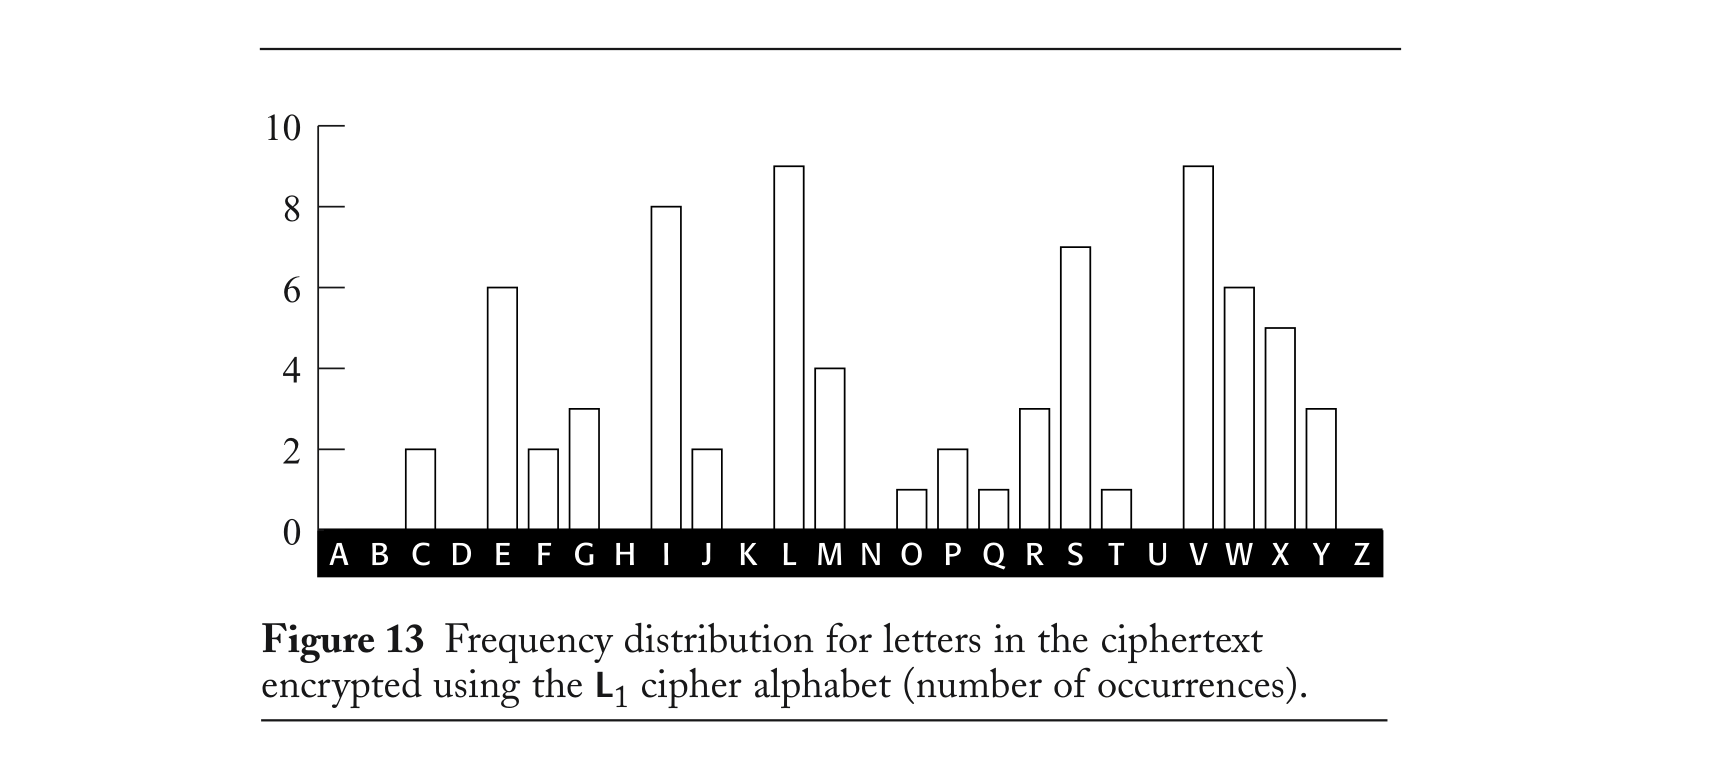 10
8
6
4
2
0
A B C D E F G H I J K L M N O P Q R S T U V W X Y Z
Figure 13 Frequency distribution for letters in the ciphertext
encrypted using the L₁ cipher alphabet (number of occurrences).